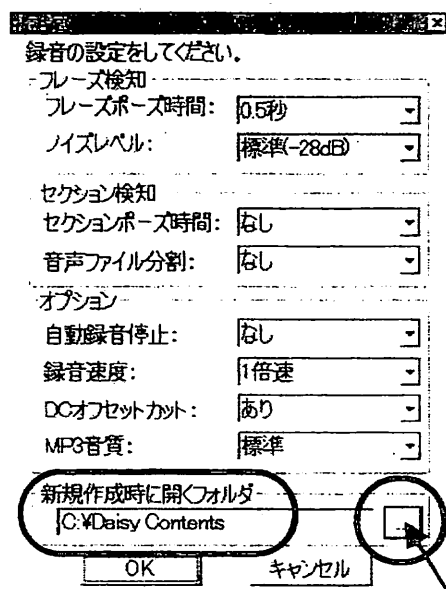 録音の設定をしてください。
フレーズ検知
フレーズポーズ時間: 0.5秒
ノイズレベル: 標準(-28dB)
セクション検知
セクションポーズ時間: なし
音声ファイル分割: なし
オプション
自動録音停止: なし
録音速度: 1倍速
DCオフセットカット: あり
MP3音質: 標準
新規作成時に開くフォルダ
C:¥Daisy Contents
OK キャンセル